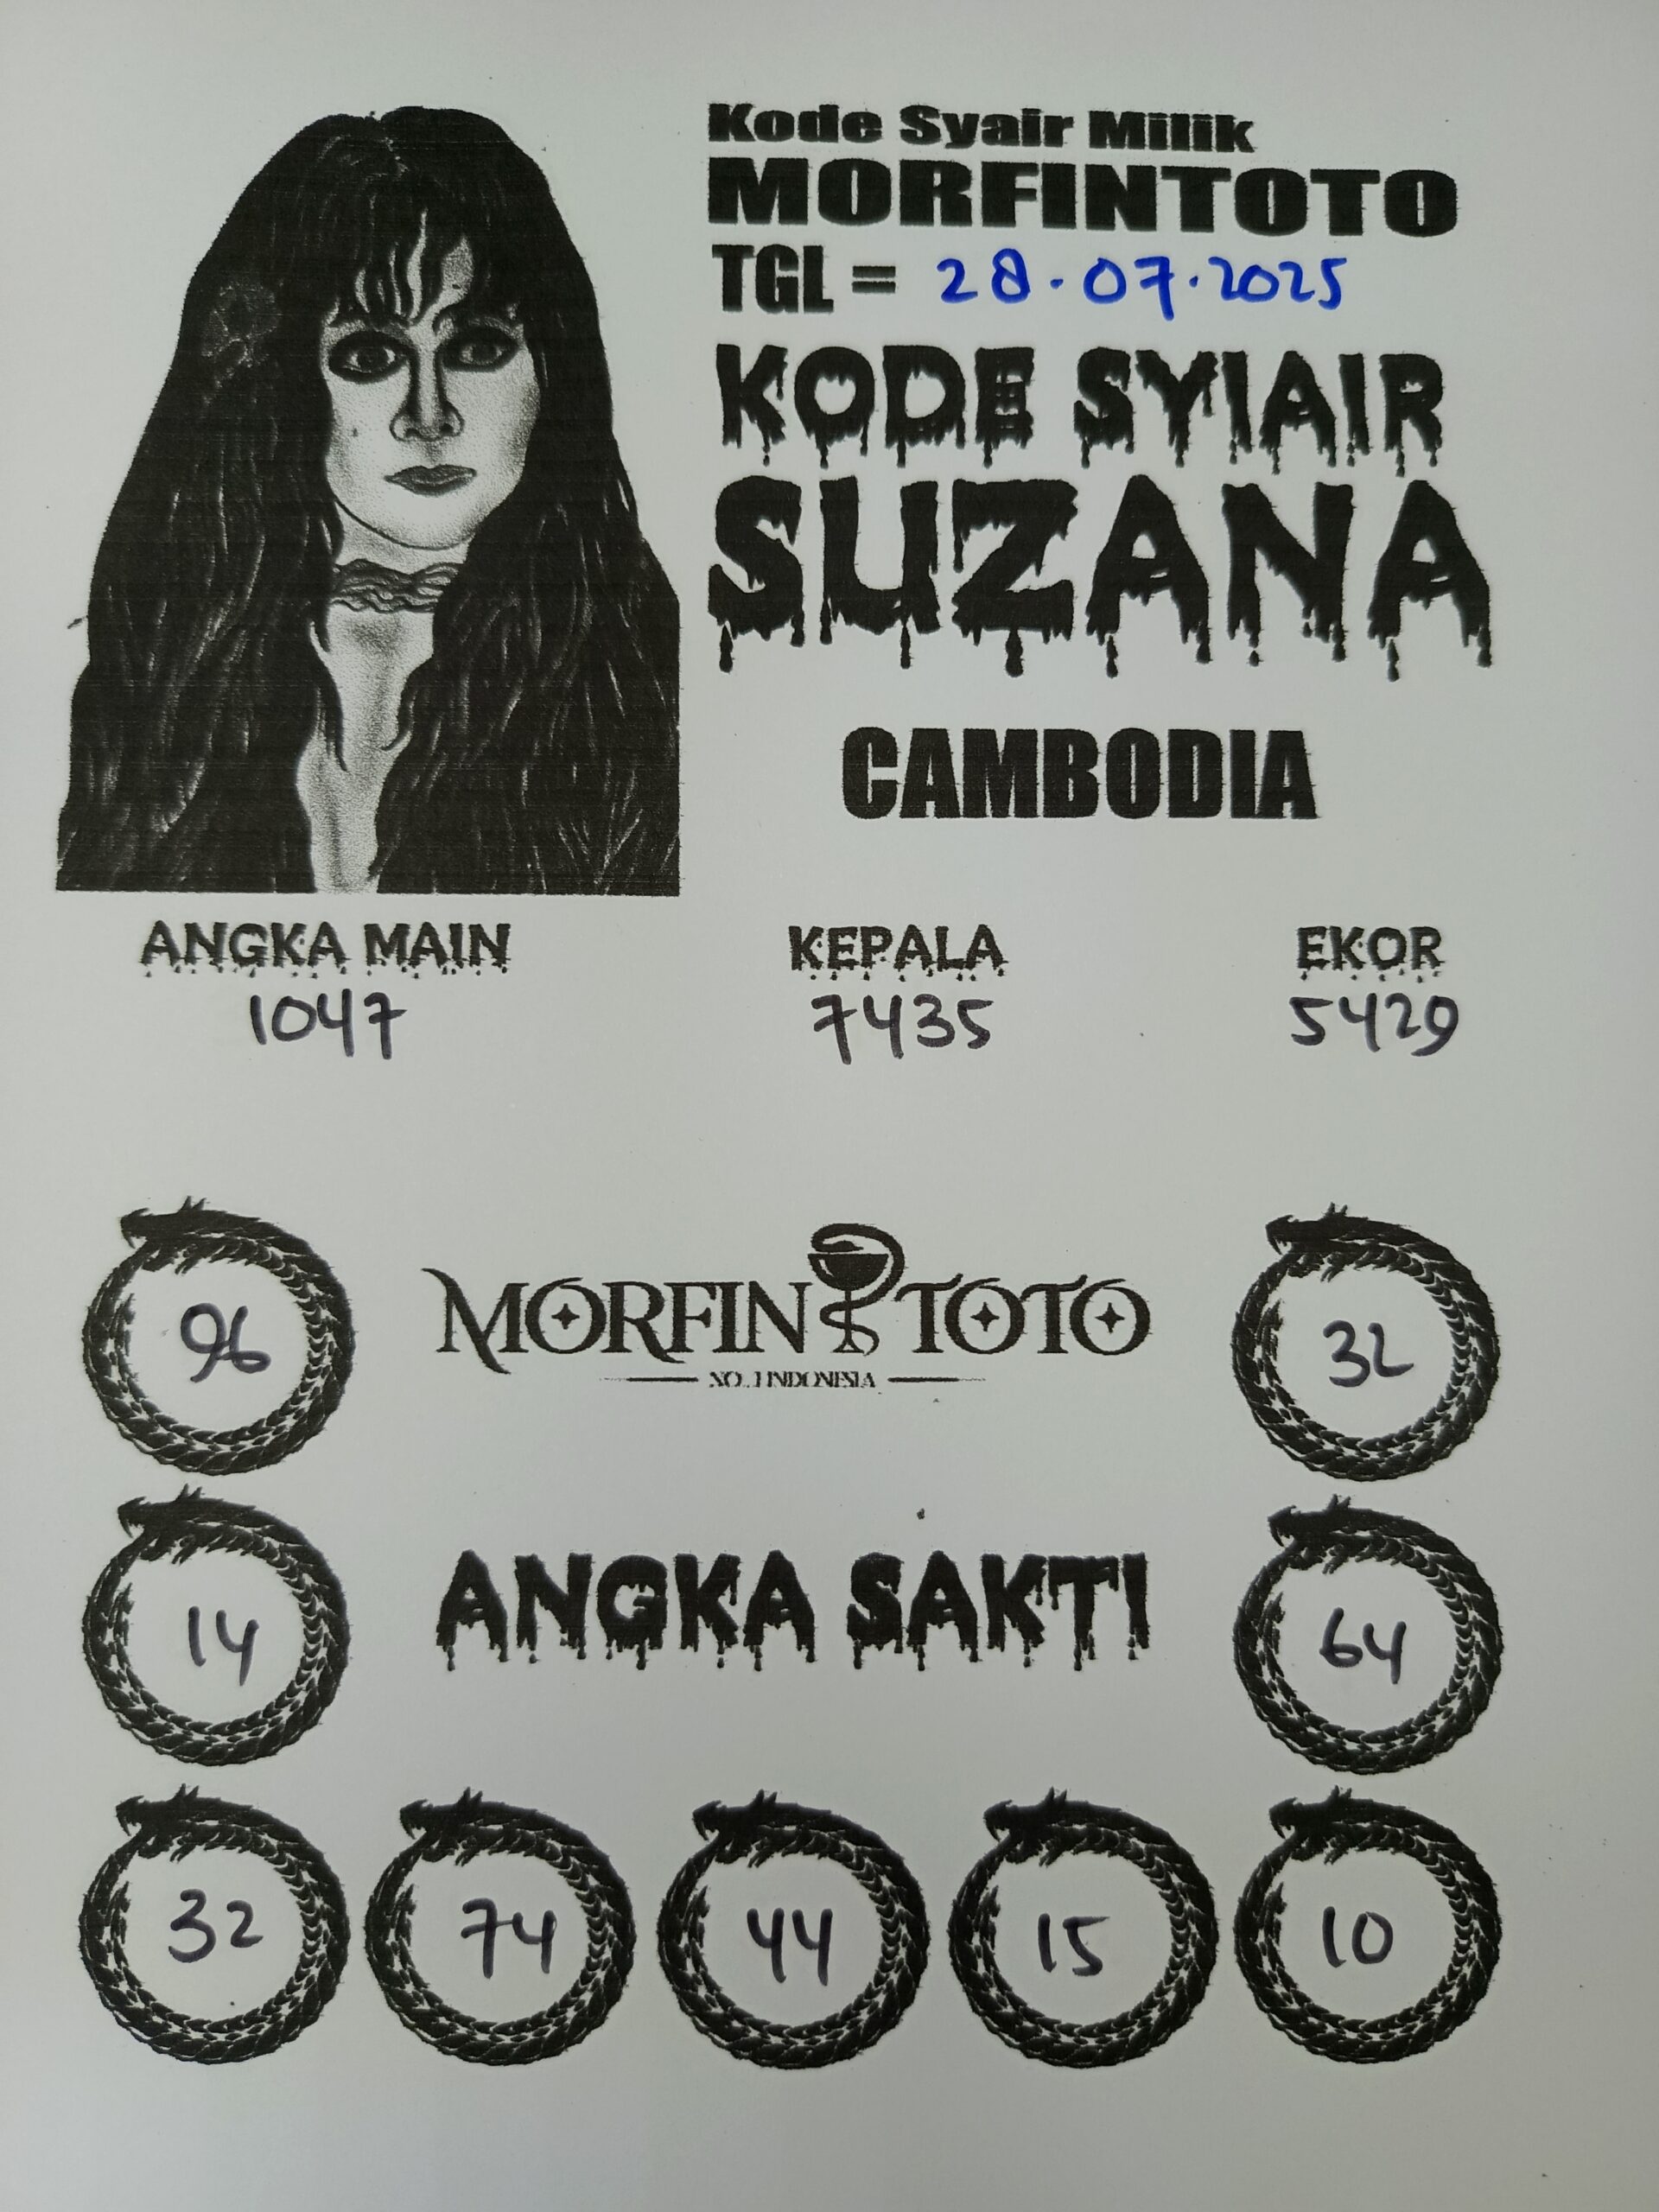 Kode Syair Milik
MORFINTOTO
TGL = 28.07.2025
KODE SYIAIR
SUZANA
CAMBODIA
ANGKA MAIN KEPALA EKOR
1047 7435 5429
96 MORFIN TOTO 32
NO.1 INDONESIA
14 ANGKA SAKTI 64
32 74 44 15 10